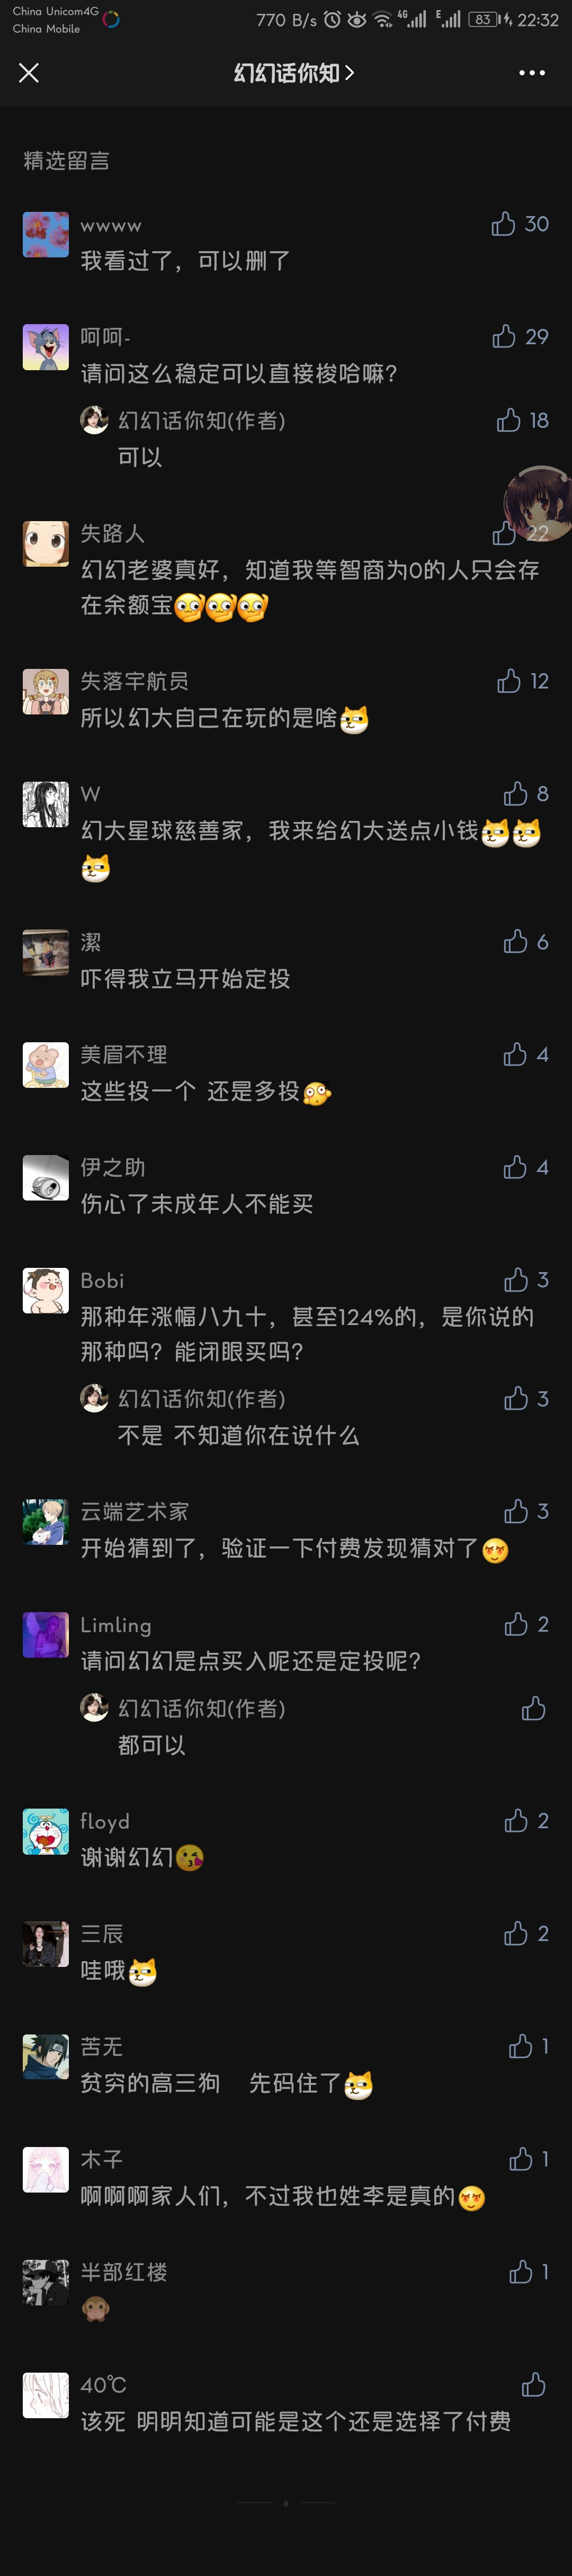 China Unicom4G
China Mobile
770 B/s 4G E 83 22:32
幻幻话你知
精选留言
wwww 30
我看过了，可以删了
呵呵- 29
请问这么稳定可以直接梭哈嘛？
幻幻话你知(作者) 18
可以
失路人 22
幻幻老婆真好，知道我等智商为0的人只会存
在余额宝
失落宇航员 12
所以幻大自己在玩的是啥
W 8
幻大星球慈善家，我来给幻大送点小钱
潔 6
吓得我立马开始定投
美眉不理 4
这些投一个 还是多投
伊之助 4
伤心了未成年人不能买
Bobi 3
那种年涨幅八九十，甚至124%的，是你说的
那种吗？能闭眼买吗？
幻幻话你知(作者) 3
不是 不知道你在说什么
云端艺术家 3
开始猜到了，验证一下付费发现猜对了
Limling 2
请问幻幻是点买入呢还是定投呢？
幻幻话你知(作者)
都可以
floyd 2
谢谢幻幻
三辰 2
哇哦
苦无 1
贫穷的高三狗 先码住了
木子 1
啊啊啊家人们，不过我也姓李是真的
半部红楼 1
40℃
该死 明明知道可能是这个还是选择了付费